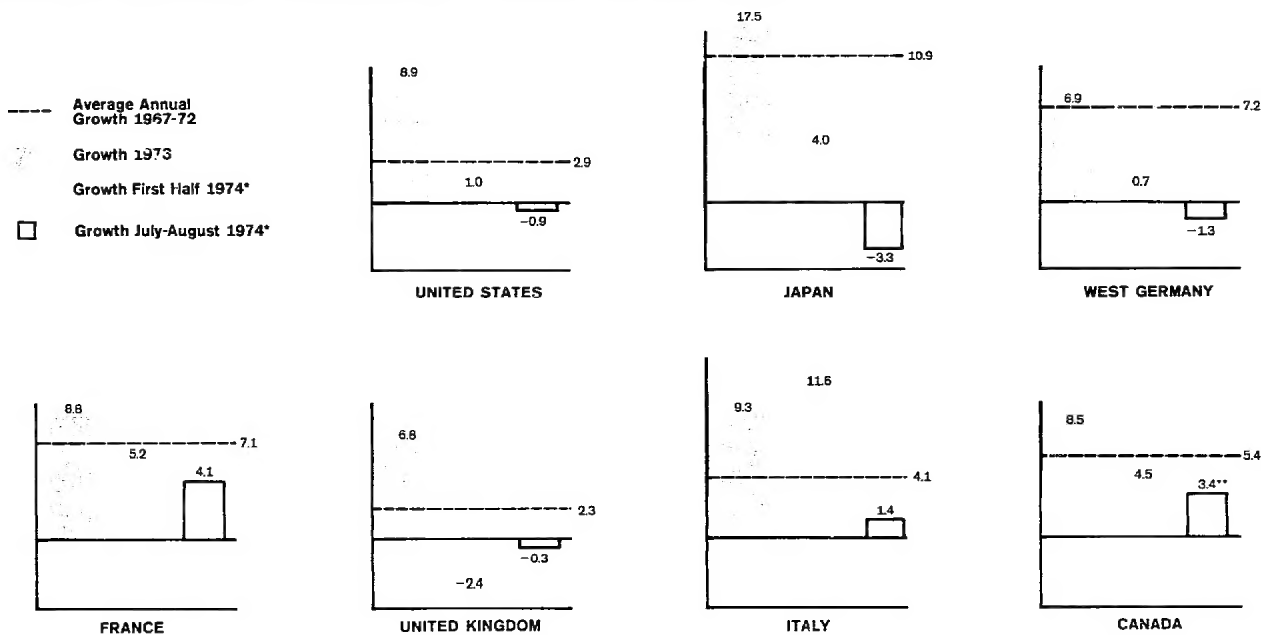 Average Annual
Growth 1967-72
Growth 1973
Growth First Half 1974*
Growth July-August 1974*
8.9
2.9
1.0
-0.9
UNITED STATES
17.5
10.9
4.0
-3.3
JAPAN
6.9
7.2
0.7
-1.3
WEST GERMANY
8.8
7.1
5.2
4.1
FRANCE
6.8
2.3
-0.3
-2.4
UNITED KINGDOM
11.6
9.3
4.1
1.4
ITALY
8.5
5.4
4.5
3.4**
CANADA